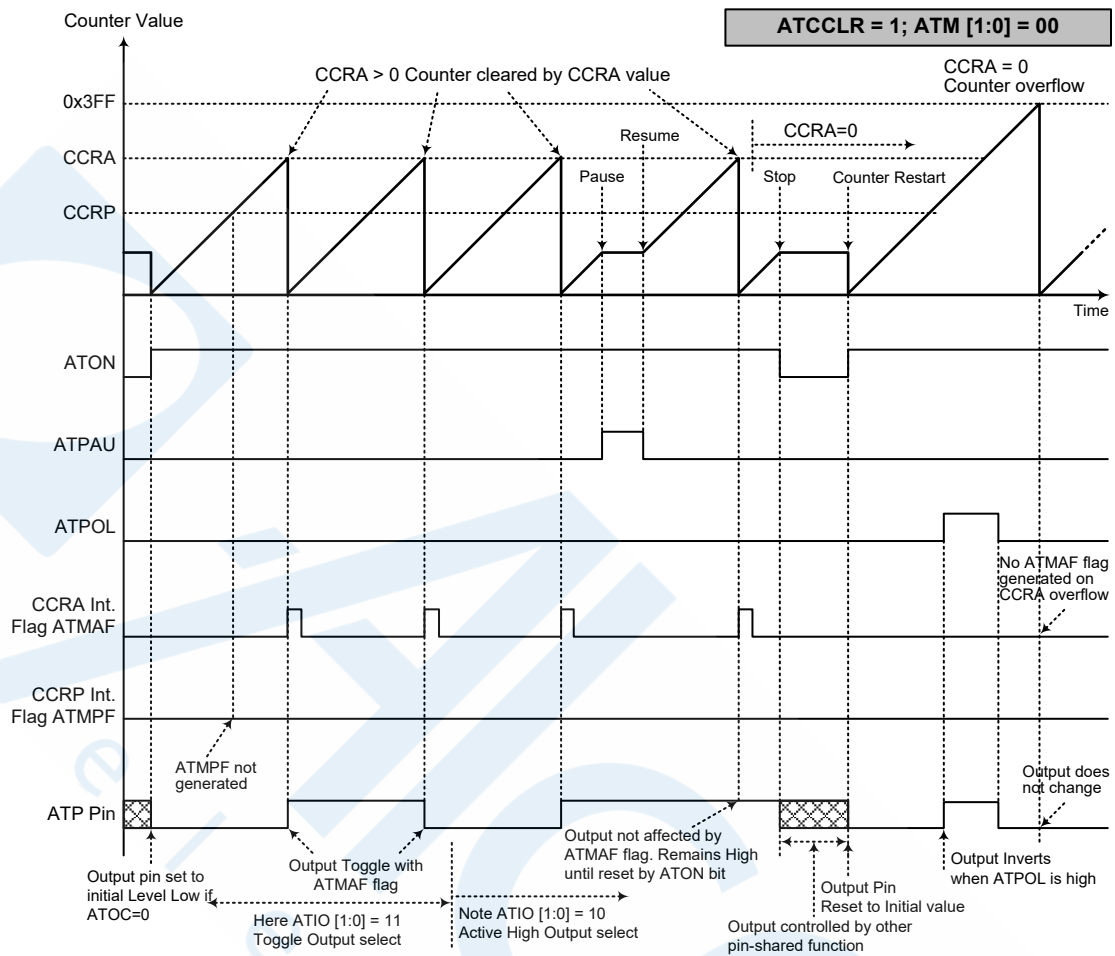 Counter Value
ATCCLR = 1; ATM [1:0] = 00
CCRA > 0 Counter cleared by CCRA value
CCRA = 0
Counter overflow
0x3FF
CCRA=0
Resume
CCRA
Pause
Stop
Counter Restart
CCRP
Time
ATON
ATPAU
ATPOL
No ATMAF flag
generated on
CCRA overflow
CCRA Int.
Flag ATMAF
CCRP Int.
Flag ATMPF
ATMPF not
generated
Output does
not change
ATP Pin
Output not affected by
ATMAF flag. Remains High
until reset by ATON bit
Output Toggle with
ATMAF flag
Output Inverts
when ATPOL is high
Output pin set to
initial Level Low if
ATOC=0
Output Pin
Reset to Initial value
Here ATIO [1:0] = 11
Toggle Output select
Note ATIO [1:0] = 10
Active High Output select
Output controlled by other
pin-shared function